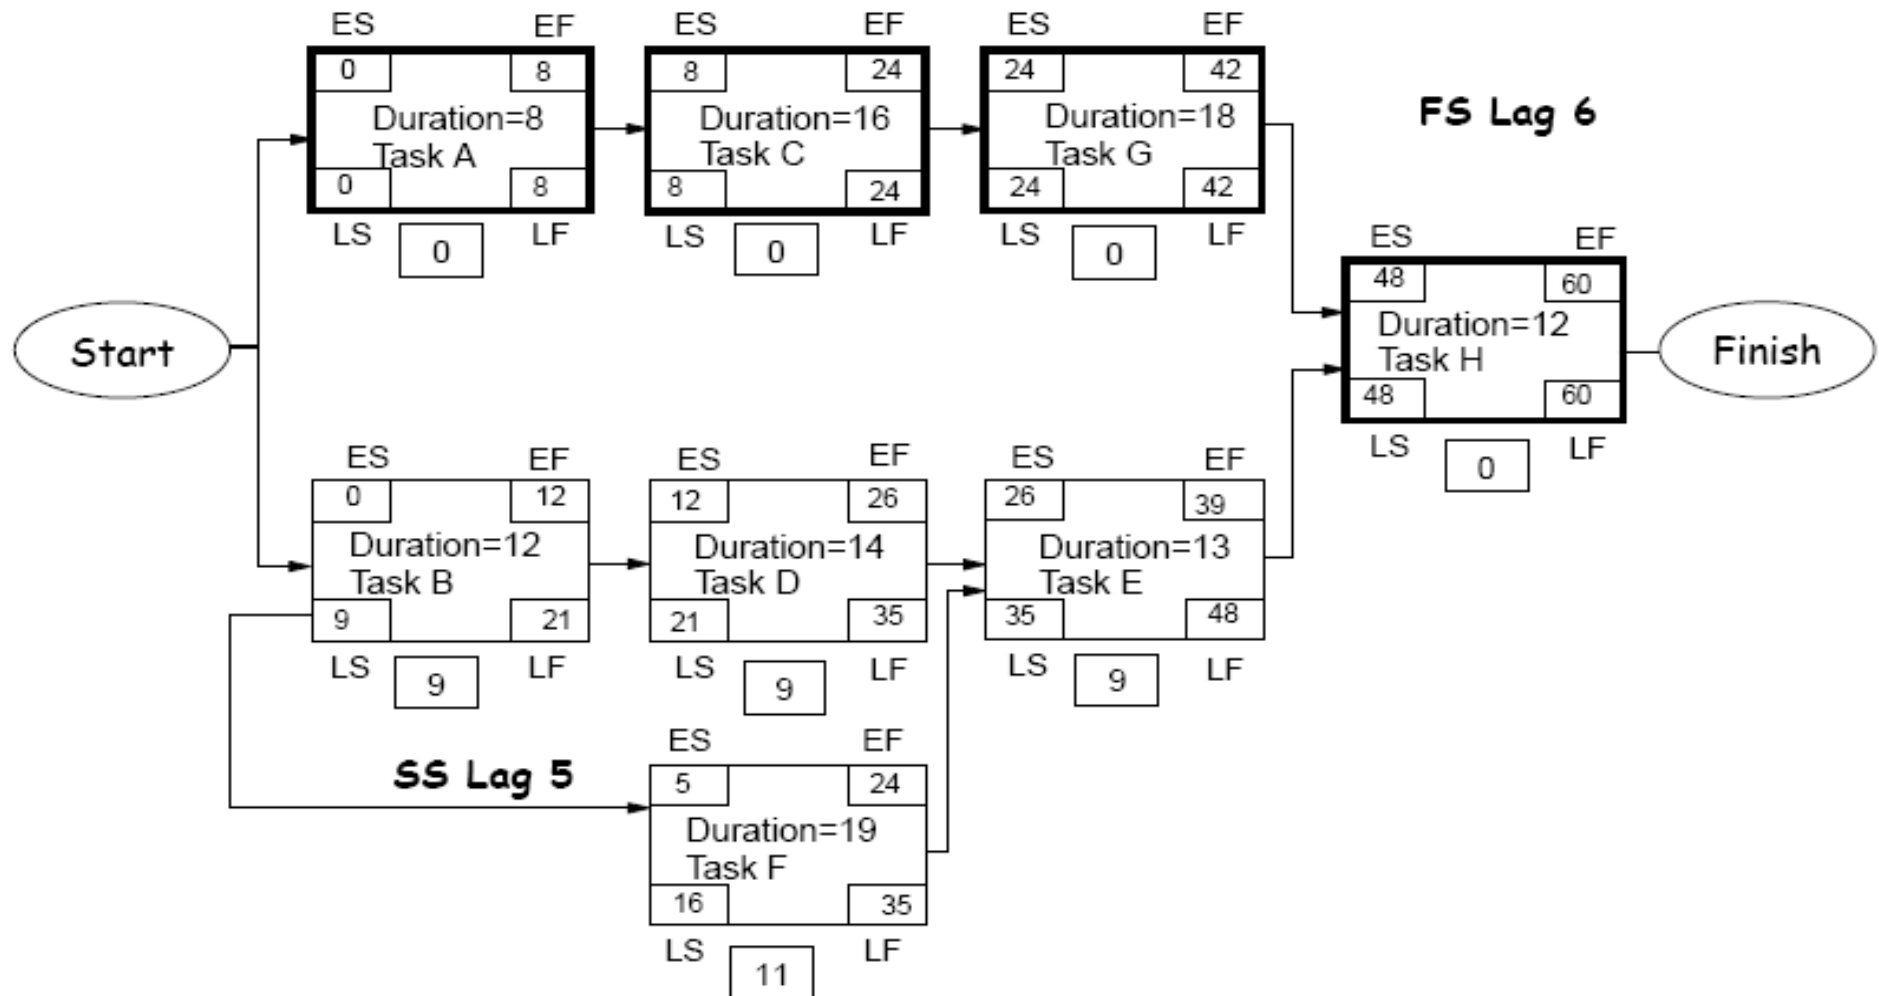 ES EF ES EF ES EF
0 8 8 24 24 42
Duration=8 Duration=16 Duration=18 FS Lag 6
Task A Task C Task G
0 8 8 24 24 42
LS 0 LF LS 0 LF LS 0 LF
ES EF
48 60
Start Duration=12 Finish
Task H
48 60
LS 0 LF
ES EF ES EF ES EF
0 12 12 26 26 39
Duration=12 Duration=14 Duration=13
Task B Task D Task E
9 21 21 35 35 48
LS 9 LF LS 9 LF LS 9 LF
ES EF
SS Lag 5 5 24
Duration=19
Task F
16 35
LS 11 LF